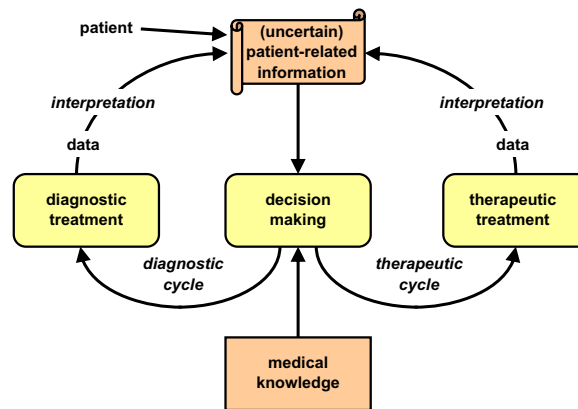 patient
(uncertain)
patient-related
information
interpretation
interpretation
data
data
diagnostic
treatment
decision
making
therapeutic
treatment
diagnostic
cycle
therapeutic
cycle
medical
knowledge